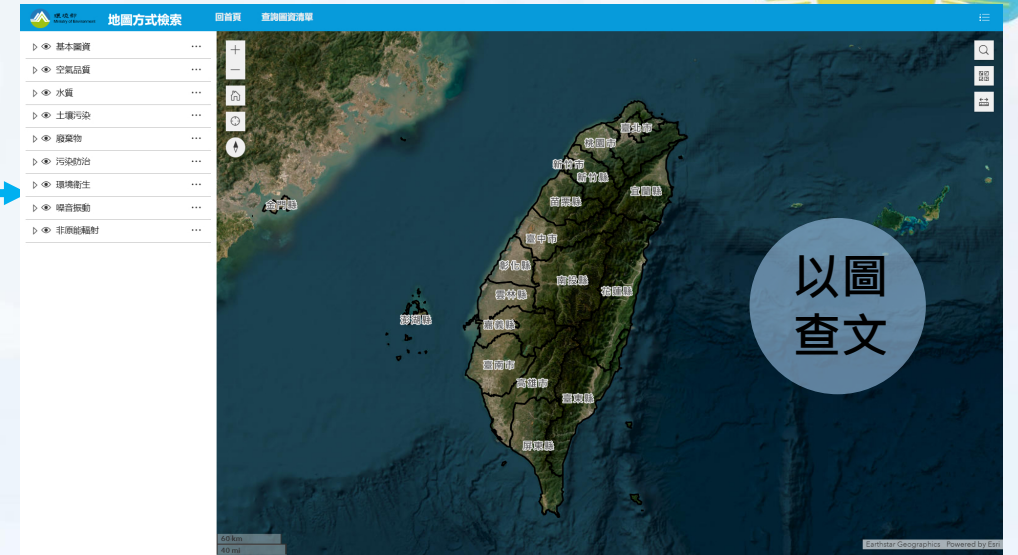 環境部
Ministry of Environment
地圖方式檢索
回首頁
查詢圖資清單
基本圖資
空氣品質
水質
土壤污染
廢棄物
污染防治
環境衛生
噪音振動
非原能輻射
臺北市
桃園市
新竹市
新竹縣
宜蘭縣
苗栗縣
金門縣
臺中市
彰化縣
南投縣
花蓮縣
雲林縣
澎湖縣
嘉義縣
臺南市
高雄市
臺東縣
屏東縣
以圖
查文
60 km
40 mi
Earthstar Geographics Powered by Esri